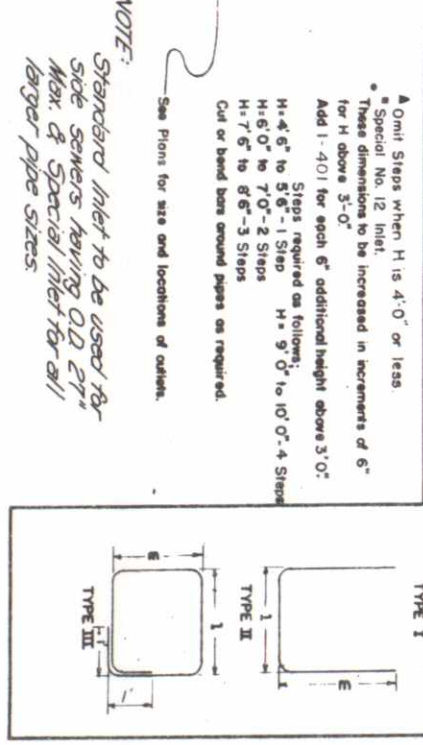 ▲ Omit Steps when H is 4'-0" or less.
■ Special No. 12 Inlet.
● These dimensions to be increased in increments of 6"
for H above 3'-0"
Add 1-401 for each 6" additional height above 3'0".
Steps required as follows;
H=4'6" to 5'6"-1 Step H= 9'0" to 10'0"-4 Steps
H=6'0" to 7'0"-2 Steps
H=7'6" to 8'6"-3 Steps
Cut or bend bars around pipes as required.
See Plans for size and locations of outlets.
NOTE:
Standard Inlet to be used for
side sewers having O.D. 27"
Max. & Special Inlet for all
larger pipe sizes.
TYPE I
m
l
TYPE II
l
m
TYPE III
1'
1'